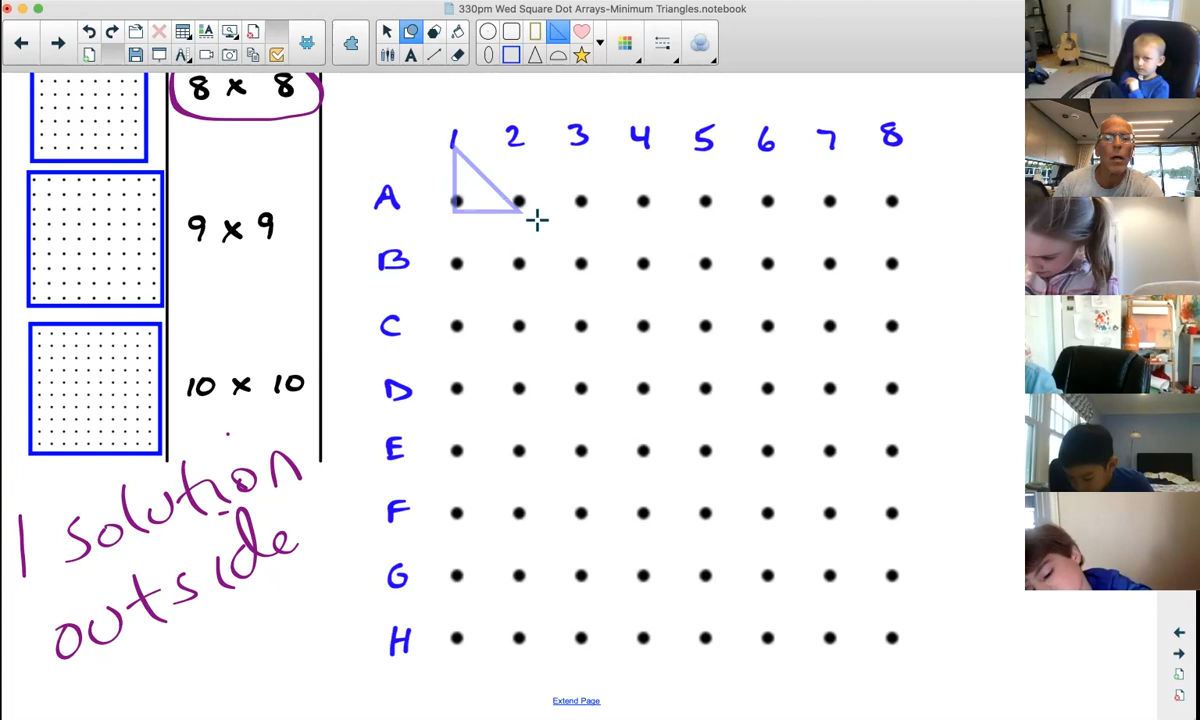 330pm Wed Square Dot Arrays-Minimum Triangles.notebook
8 x 8
9 x 9
10 x 10
1 solution
outside
1 2 3 4 5 6 7 8
A
B
C
D
E
F
G
H
Extend Page